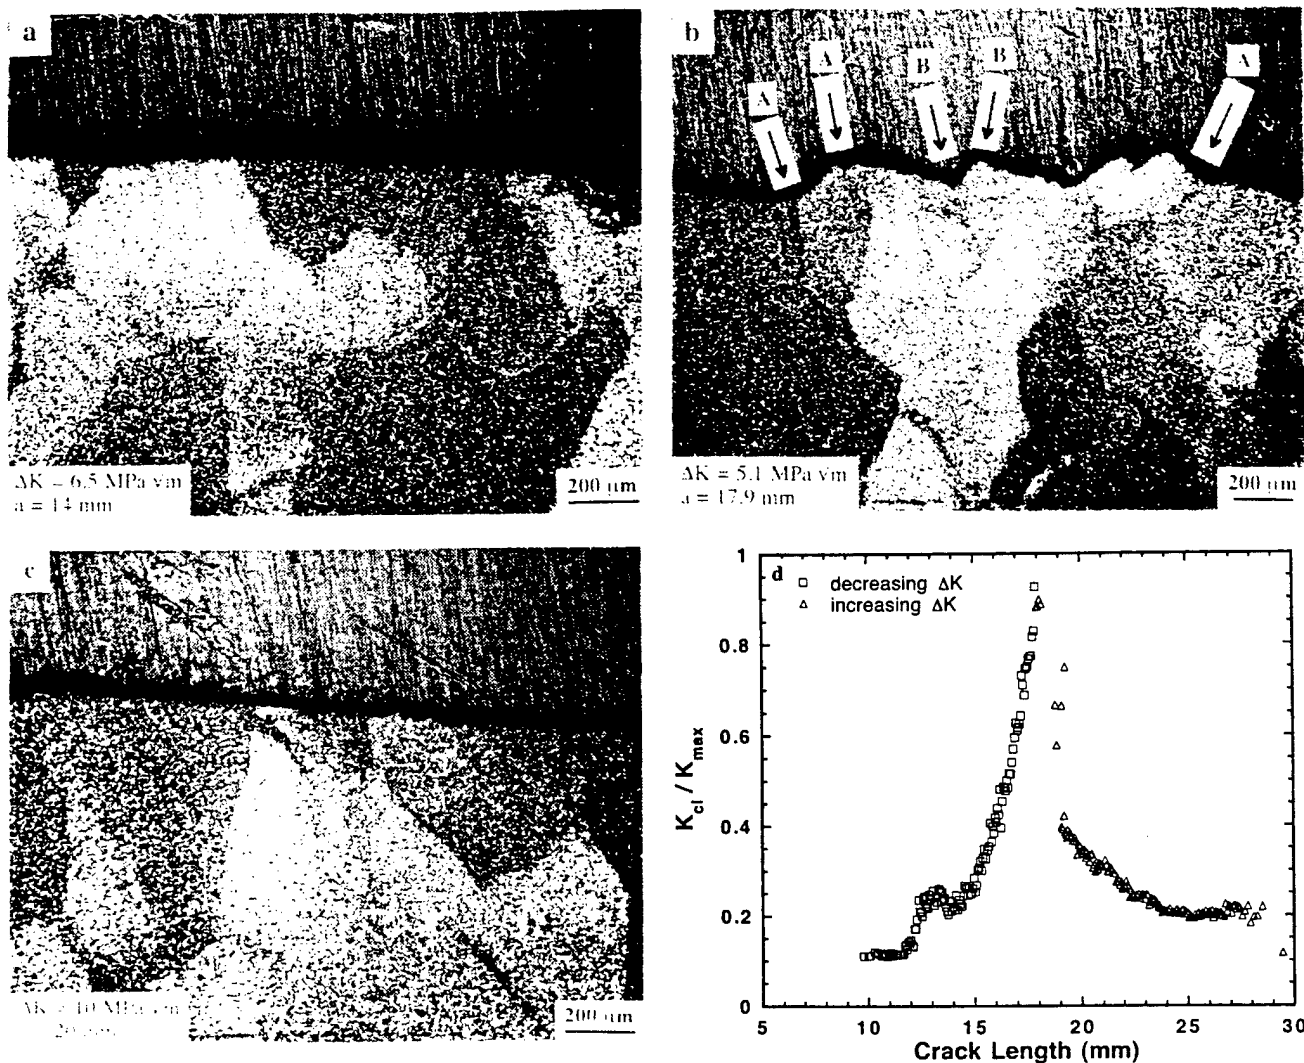 a
ΔK = 6.5 MPa √m
a = 14 mm
200 μm
b
A
A
B
B
A
ΔK = 5.1 MPa √m
a = 17.9 mm
200 μm
c
200 μm
d
□ decreasing ΔK
△ increasing ΔK
K_cl / K_max
1
0.8
0.6
0.4
0.2
0
5 10 15 20 25 30
Crack Length (mm)